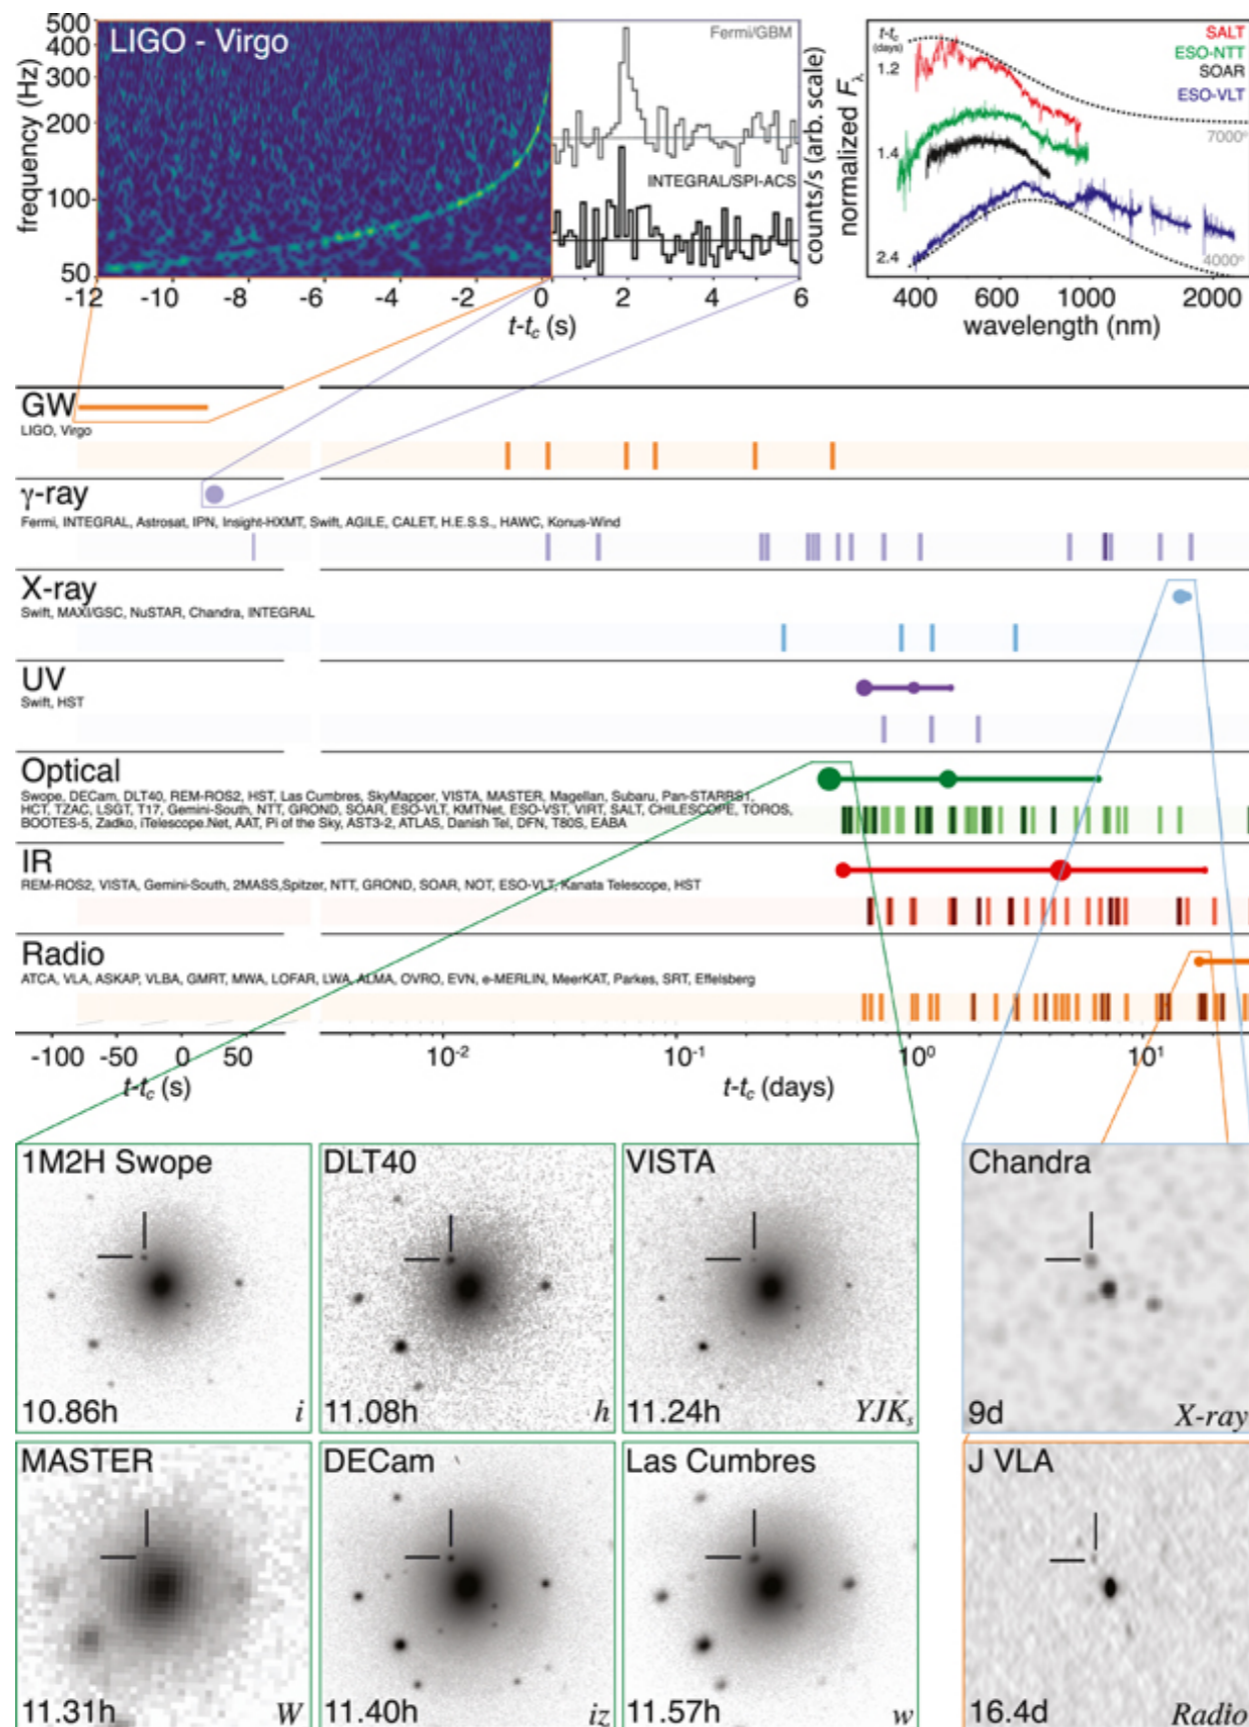 LIGO - Virgo
Fermi/GBM
INTEGRAL/SPI-ACS
frequency (Hz)
500
400
300
200
100
50
-12 -10 -8 -6 -4 -2 0 2 4 6
t-tc (s)
counts/s (arb. scale)
normalized Fλ
t-tc
(days)
1.2
1.4
2.4
SALT
ESO-NTT
SOAR
ESO-VLT
7000°
4000°
400 600 1000 2000
wavelength (nm)
GW
LIGO, Virgo
γ-ray
Fermi, INTEGRAL, Astrosat, IPN, Insight-HXMT, Swift, AGILE, CALET, H.E.S.S., HAWC, Konus-Wind
X-ray
Swift, MAXI/GSC, NuSTAR, Chandra, INTEGRAL
UV
Swift, HST
Optical
Swope, DECam, DLT40, REM-ROS2, HST, Las Cumbres, SkyMapper, VISTA, MASTER, Magellan, Subaru, Pan-STARRS1,
HCT, TZAC, LSGT, T17, Gemini-South, NTT, GROND, SOAR, ESO-VLT, KMTNet, ESO-VST, VIRT, SALT, CHILESCOPE, TOROS,
BOOTES-5, Zadko, iTelescope.Net, AAT, Pi of the Sky, AST3-2, ATLAS, Danish Tel, DFN, T80S, EABA
IR
REM-ROS2, VISTA, Gemini-South, 2MASS,Spitzer, NTT, GROND, SOAR, NOT, ESO-VLT, Kanata Telescope, HST
Radio
ATCA, VLA, ASKAP, VLBA, GMRT, MWA, LOFAR, LWA, ALMA, OVRO, EVN, e-MERLIN, MeerKAT, Parkes, SRT, Effelsberg
-100 -50 0 50 10⁻² 10⁻¹ 10⁰ 10¹
t-tc (s) t-tc (days)
1M2H Swope
10.86h i
DLT40
11.08h h
VISTA
11.24h YJKs
Chandra
9d X-ray
MASTER
11.31h W
DECam
11.40h iz
Las Cumbres
11.57h w
J VLA
16.4d Radio